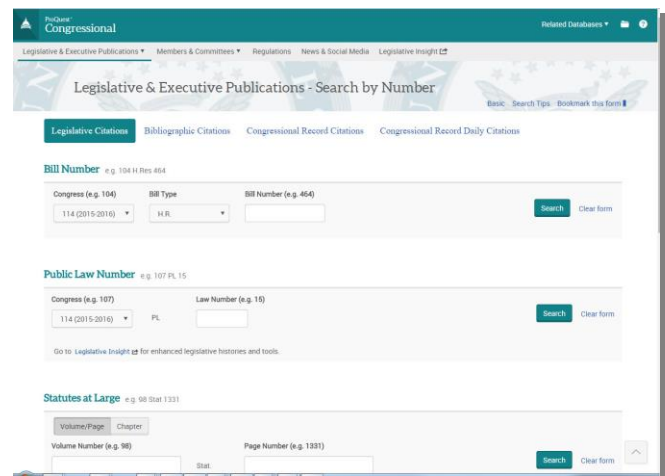 ProQuest
Congressional
Related Databases
Legislative & Executive Publications Members & Committees Regulations News & Social Media Legislative Insight
Legislative & Executive Publications - Search by Number
Basic Search Tips Bookmark this form
Legislative Citations Bibliographic Citations Congressional Record Citations Congressional Record Daily Citations
Bill Number e.g. 104 H.Res 464
Congress (e.g. 104) Bill Type Bill Number (e.g. 464)
114 (2015-2016) H.R.
Search Clear form
Public Law Number e.g. 107 PL 15
Congress (e.g. 107) Law Number (e.g. 15)
114 (2015-2016) PL
Search Clear form
Go to Legislative Insight for enhanced legislative histories and tools.
Statutes at Large e.g. 98 Stat 1331
Volume/Page Chapter
Volume Number (e.g. 98) Page Number (e.g. 1331)
Stat.
Search Clear form